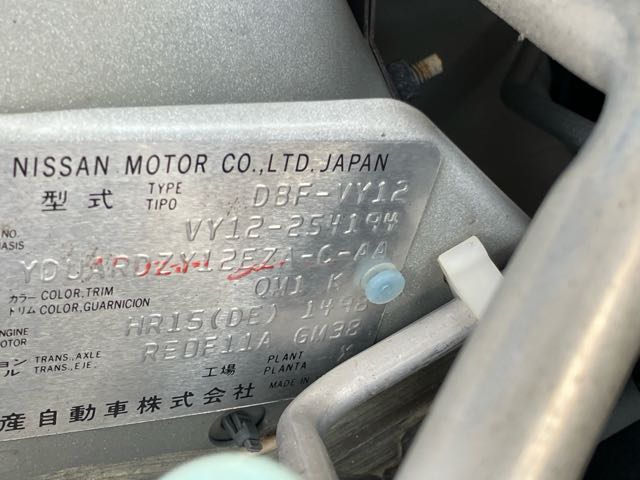 NISSAN MOTOR CO.,LTD.JAPAN
型式 TYPE TIPO DBF-VY12
NO. VY12-254194
YDUARDZY12EZA-C-AA
カラー COLOR,TRIM QM1 K
トリム COLOR,GUARNICION
HR15(DE) 1498
TRANS.,AXLE TRANS.,EJE. RE0F11A GM38
工場 PLANT PLANTA
産自動車株式会社 MADE IN